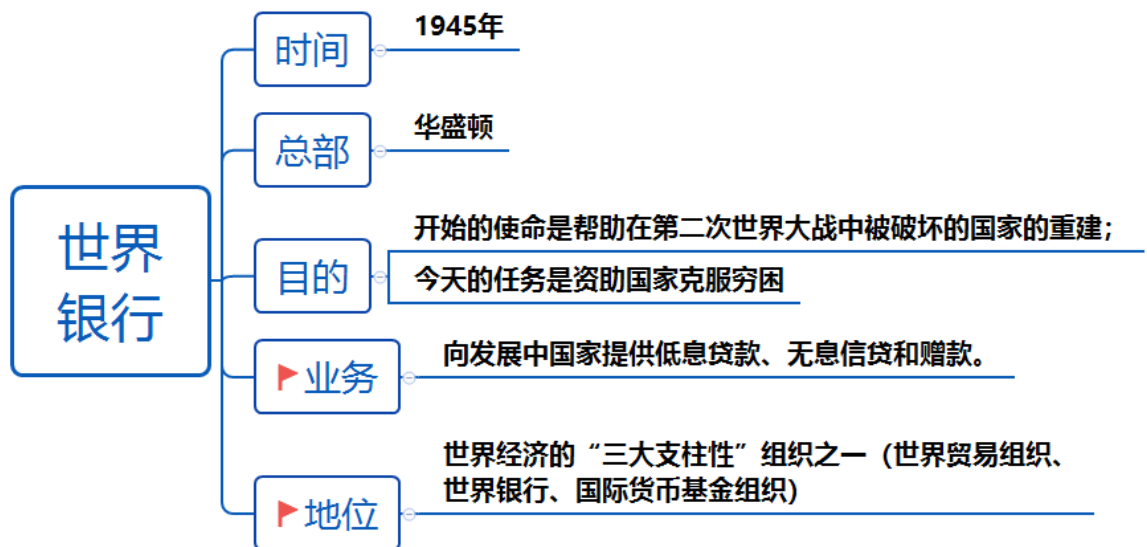 世界
银行
时间
1945年
总部
华盛顿
目的
开始的使命是帮助在第二次世界大战中被破坏的国家的重建；
今天的任务是资助国家克服穷困
业务
向发展中国家提供低息贷款、无息信贷和赠款。
地位
世界经济的“三大支柱性”组织之一（世界贸易组织、
世界银行、国际货币基金组织）